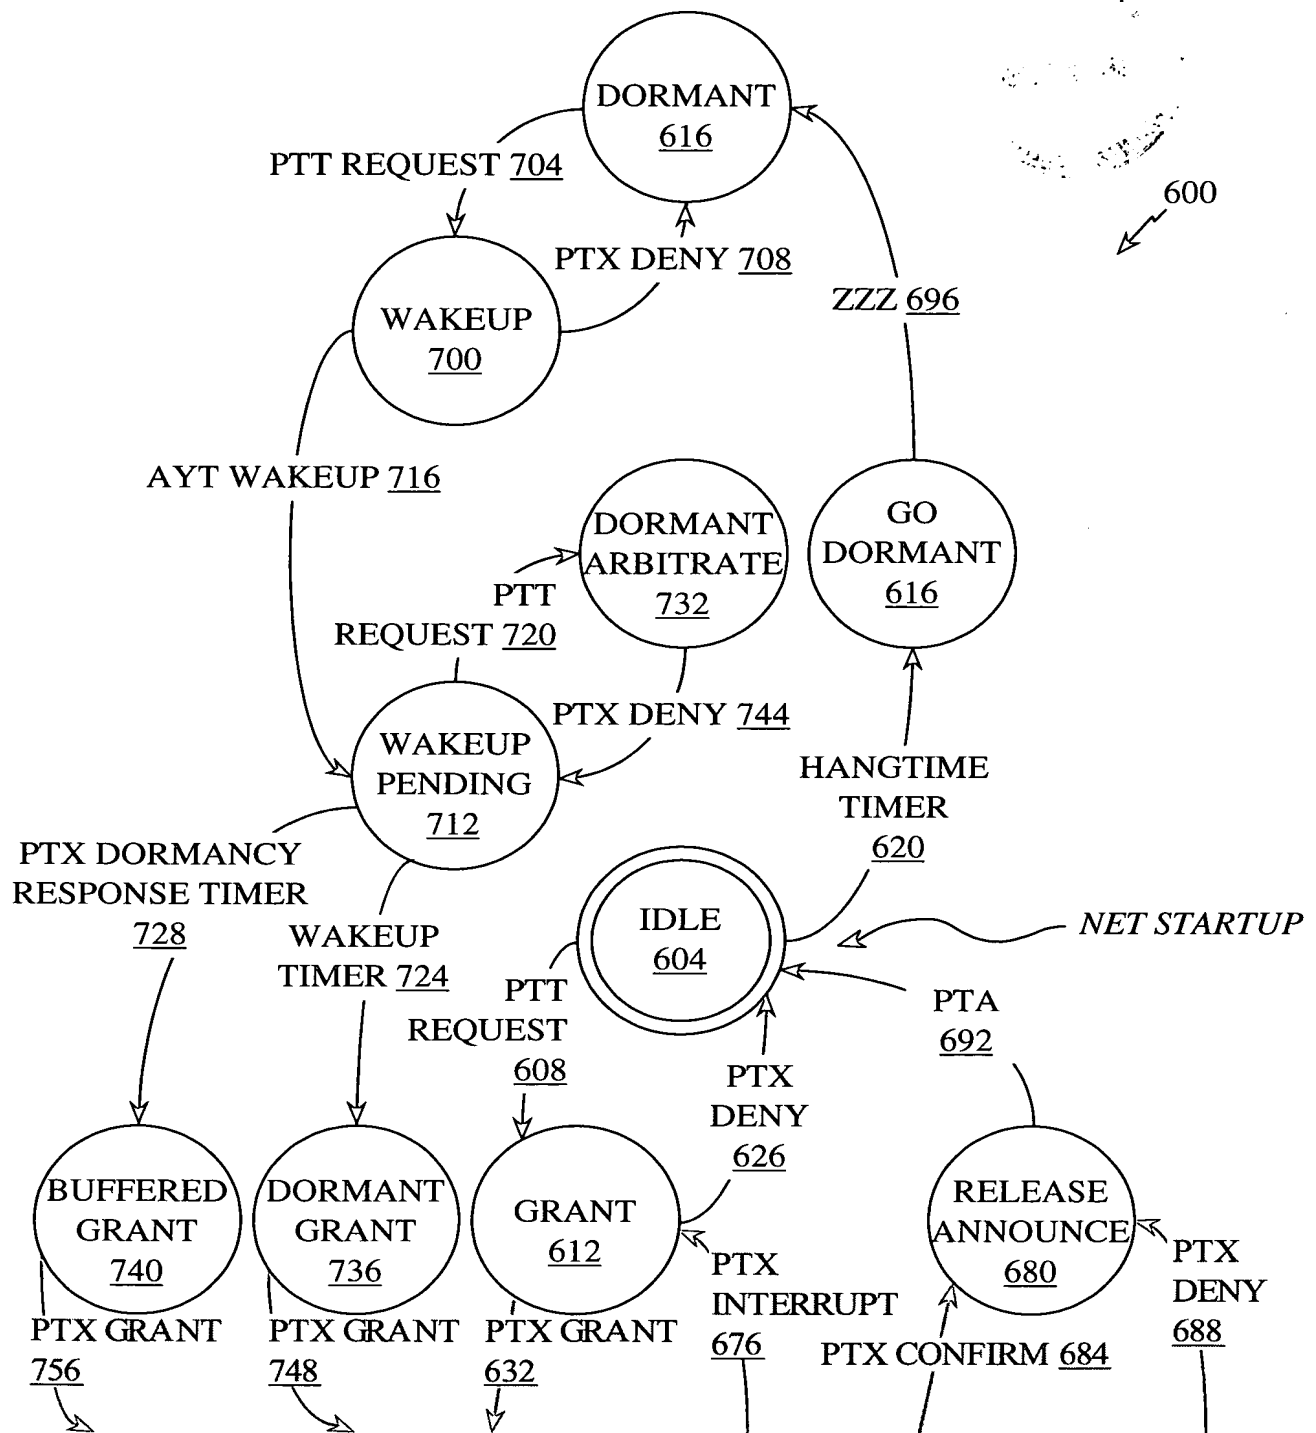 DORMANT
616
PTT REQUEST 704
600
PTX DENY 708
ZZZ 696
WAKEUP
700
AYT WAKEUP 716
DORMANT
ARBITRATE
732
GO
DORMANT
616
PTT
REQUEST 720
PTX DENY 744
WAKEUP
PENDING
712
HANGTIME
TIMER
620
PTX DORMANCY
RESPONSE TIMER
728
WAKEUP
TIMER 724
IDLE
604
NET STARTUP
PTT
REQUEST
608
PTA
692
PTX
DENY
626
BUFFERED
GRANT
740
DORMANT
GRANT
736
GRANT
612
RELEASE
ANNOUNCE
680
PTX
INTERRUPT
676
PTX
DENY
688
PTX GRANT
756
PTX GRANT
748
PTX GRANT
632
PTX CONFIRM 684